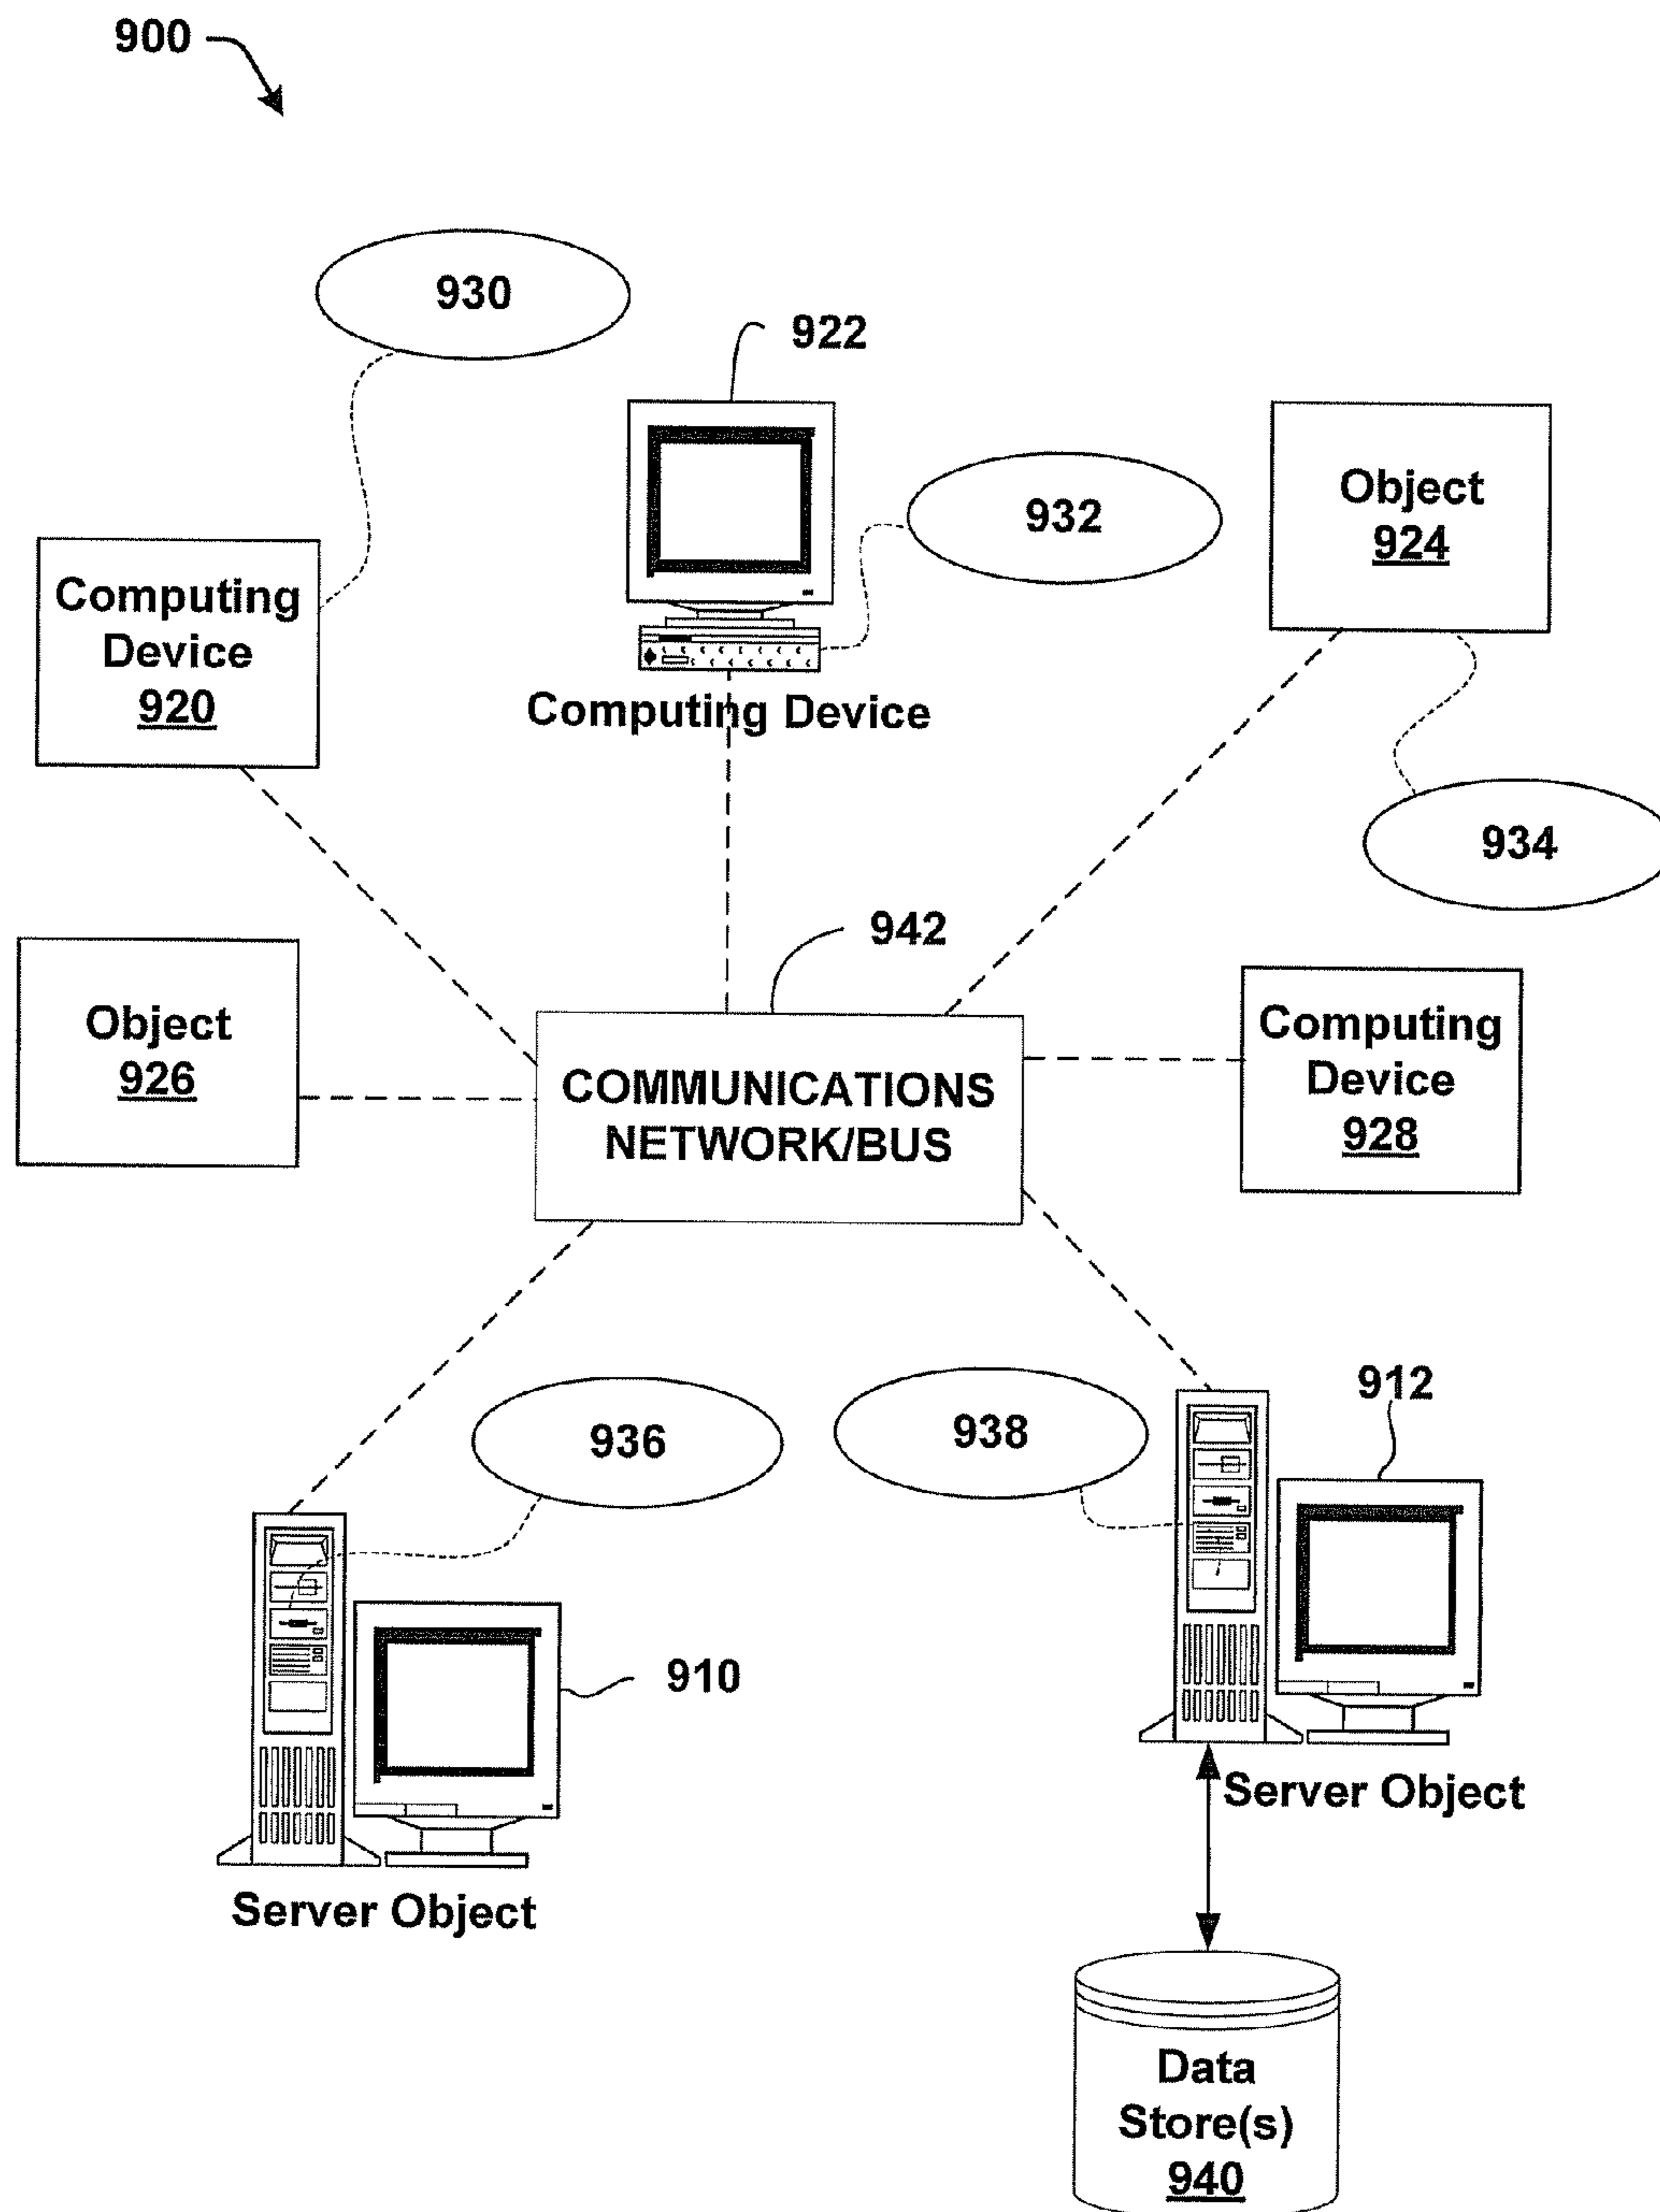 900
930
922
932
Object
924
Computing
Device
920
Computing Device
934
942
Object
926
COMMUNICATIONS
NETWORK/BUS
Computing
Device
928
936
938
912
910
Server Object
Server Object
Data
Store(s)
940